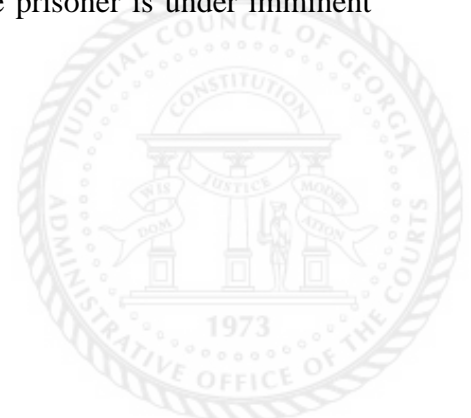 e prisoner is under imminent
JUDICIAL COUNCIL OF GEORGIA
CONSTITUTION
JUSTICE
WIS
DOM
MODER
ATION
1973
ADMINISTRATIVE OFFICE OF THE COURTS